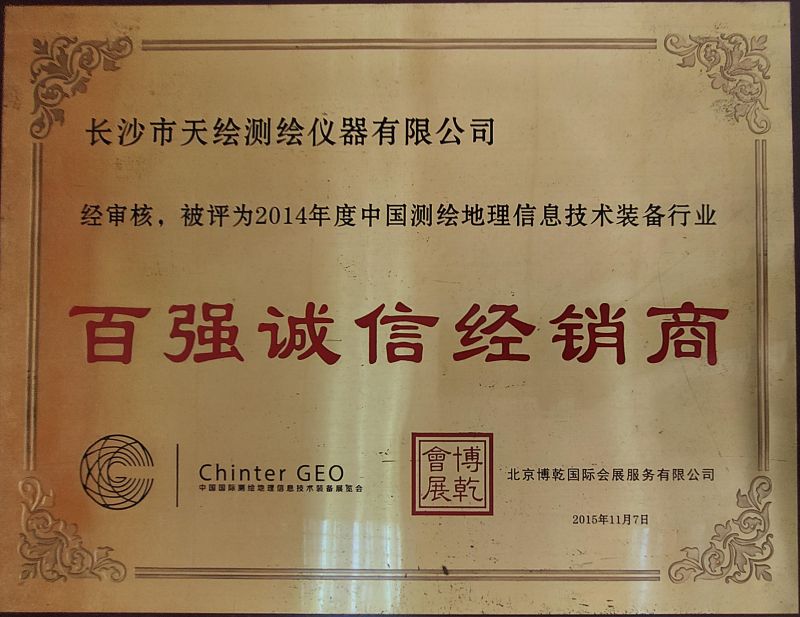 长沙市天绘测绘仪器有限公司
经审核，被评为2014年度中国测绘地理信息技术装备行业
百强诚信经销商
Chinter GEO
中国国际测绘地理信息技术装备展览会
博乾
會展
北京博乾国际会展服务有限公司
2015年11月7日